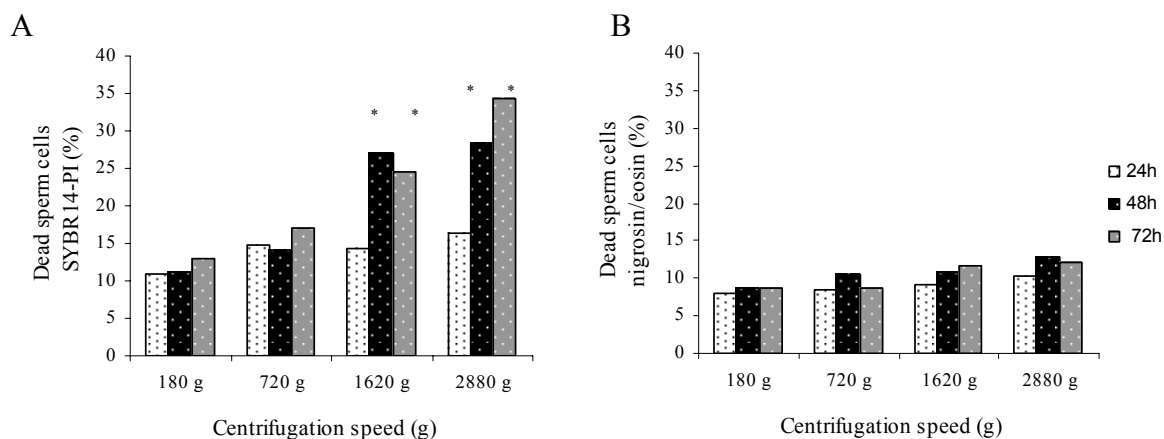 A
Dead sperm cells
SYBR14-PI (%)
40
35
30
25
20
15
10
5
0
* * * *
180 g 720 g 1620 g 2880 g
Centrifugation speed (g)
B
Dead sperm cells
nigrosin/eosin (%)
40
35
30
25
20
15
10
5
0
180 g 720 g 1620 g 2880 g
Centrifugation speed (g)
24h
48h
72h